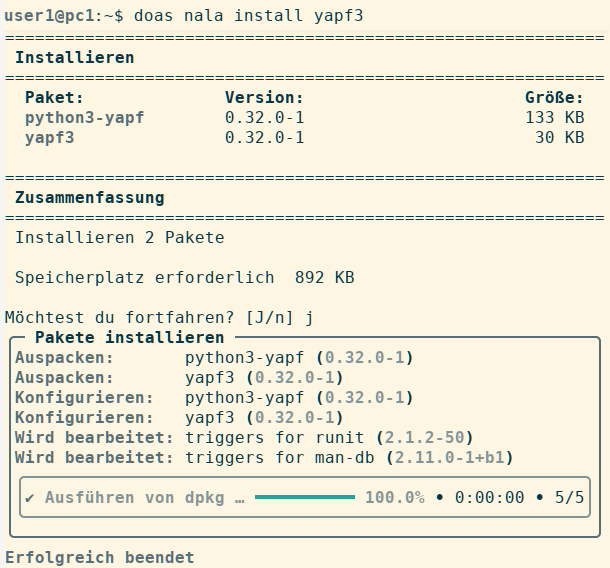 user1@pc1:~$ doas nala install yapf3
============================================================
Installieren
============================================================
Paket: Version: Größe:
python3-yapf 0.32.0-1 133 KB
yapf3 0.32.0-1 30 KB
============================================================
Zusammenfassung
============================================================
Installieren 2 Pakete
Speicherplatz erforderlich 892 KB
Möchtest du fortfahren? [J/n] j
Pakete installieren
Auspacken: python3-yapf (0.32.0-1)
Auspacken: yapf3 (0.32.0-1)
Konfigurieren: python3-yapf (0.32.0-1)
Konfigurieren: yapf3 (0.32.0-1)
Wird bearbeitet: triggers for runit (2.1.2-50)
Wird bearbeitet: triggers for man-db (2.11.0-1+b1)
✔ Ausführen von dpkg … 100.0% • 0:00:00 • 5/5
Erfolgreich beendet